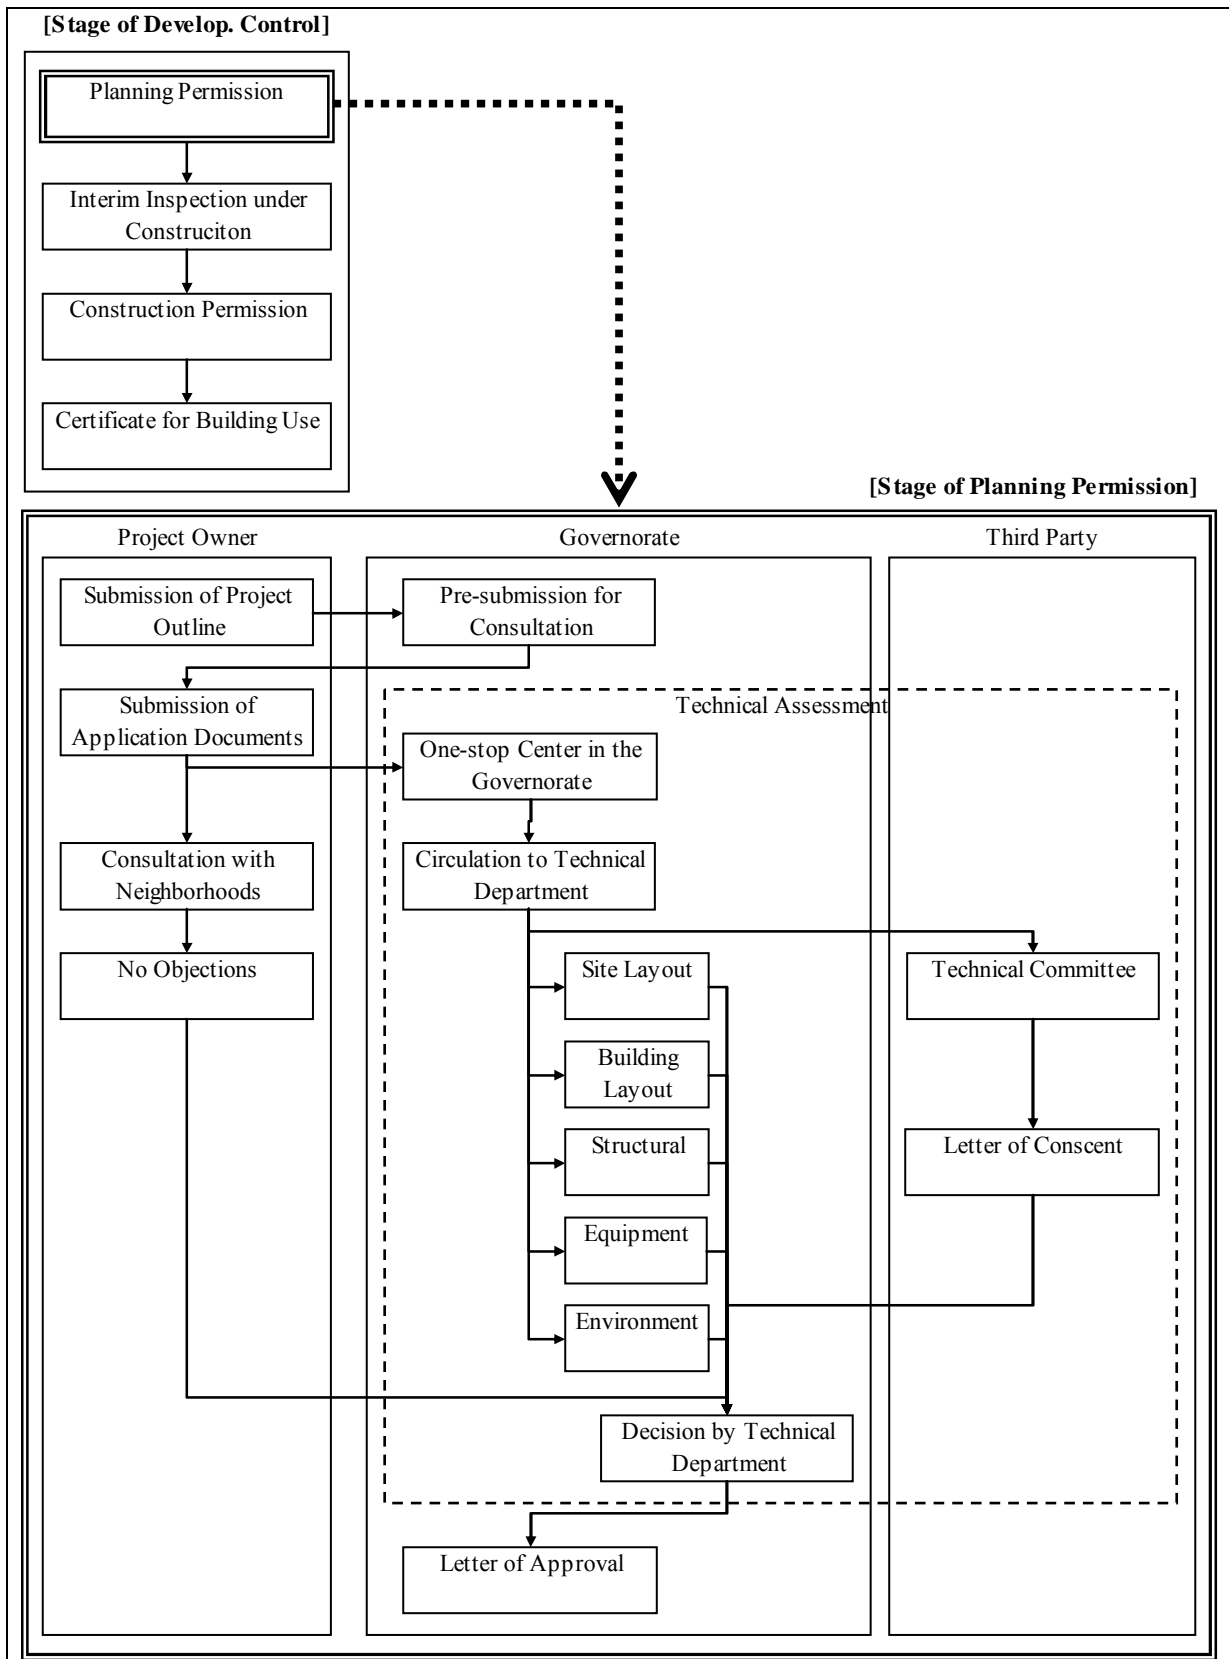 [Stage of Develop. Control]
Planning Permission
Interim Inspection under
Construciton
Construction Permission
Certificate for Building Use
[Stage of Planning Permission]
Project Owner
Governorate
Third Party
Submission of Project
Outline
Pre-submission for
Consultation
Submission of
Application Documents
Technical Assessment
One-stop Center in the
Governorate
Consultation with
Neighborhoods
Circulation to Technical
Department
No Objections
Site Layout
Technical Committee
Building
Layout
Structural
Letter of Conscent
Equipment
Environment
Decision by Technical
Department
Letter of Approval